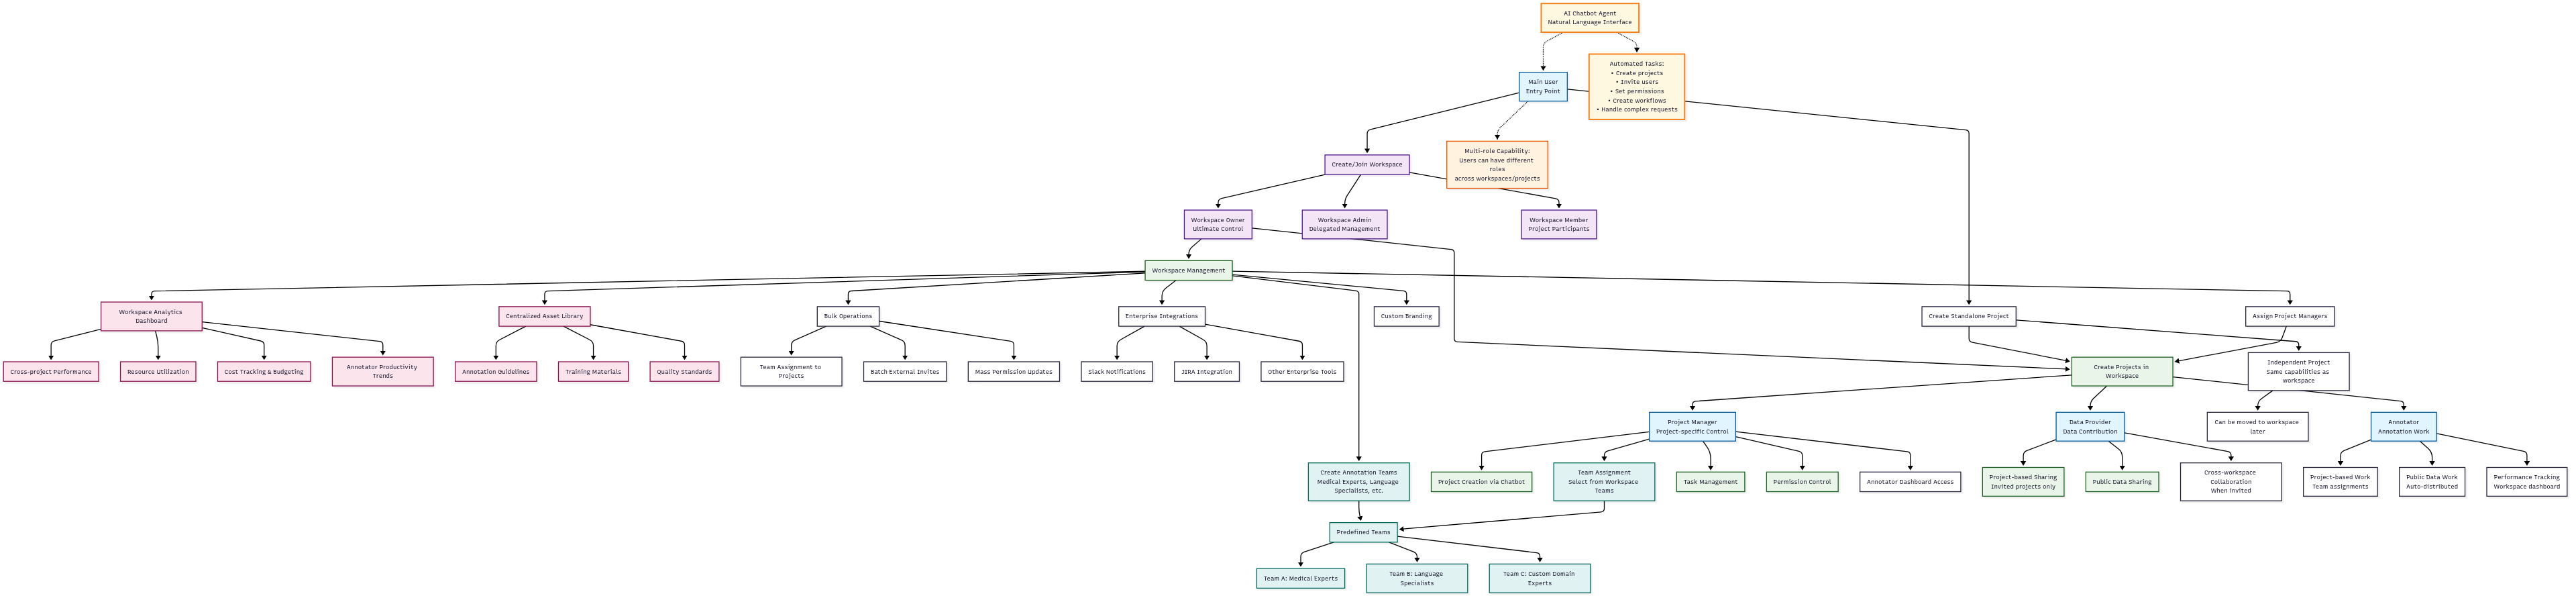 AI Chatbot Agent
Natural Language Interface
Automated Tasks:
• Create projects
• Invite users
• Set permissions
• Create workflows
• Handle complex requests
Main User
Entry Point
Multi-role Capability:
Users can have different
roles
across workspaces/projects
Create/Join Workspace
Workspace Owner
Ultimate Control
Workspace Admin
Delegated Management
Workspace Member
Project Participants
Workspace Management
Workspace Analytics
Dashboard
Centralized Asset Library
Bulk Operations
Enterprise Integrations
Custom Branding
Create Standalone Project
Assign Project Managers
Cross-project Performance
Resource Utilization
Cost Tracking & Budgeting
Annotator Productivity
Trends
Annotation Guidelines
Training Materials
Quality Standards
Team Assignment to
Projects
Batch External Invites
Mass Permission Updates
Slack Notifications
JIRA Integration
Other Enterprise Tools
Create Projects in
Workspace
Independent Project
Same capabilities as
workspace
Project Manager
Project-specific Control
Data Provider
Data Contribution
Can be moved to workspace
later
Annotator
Annotation Work
Create Annotation Teams
Medical Experts, Language
Specialists, etc.
Project Creation via Chatbot
Team Assignment
Select from Workspace
Teams
Task Management
Permission Control
Annotator Dashboard Access
Project-based Sharing
Invited projects only
Public Data Sharing
Cross-workspace
Collaboration
When invited
Project-based Work
Team assignments
Public Data Work
Auto-distributed
Performance Tracking
Workspace dashboard
Predefined Teams
Team A: Medical Experts
Team B: Language
Specialists
Team C: Custom Domain
Experts